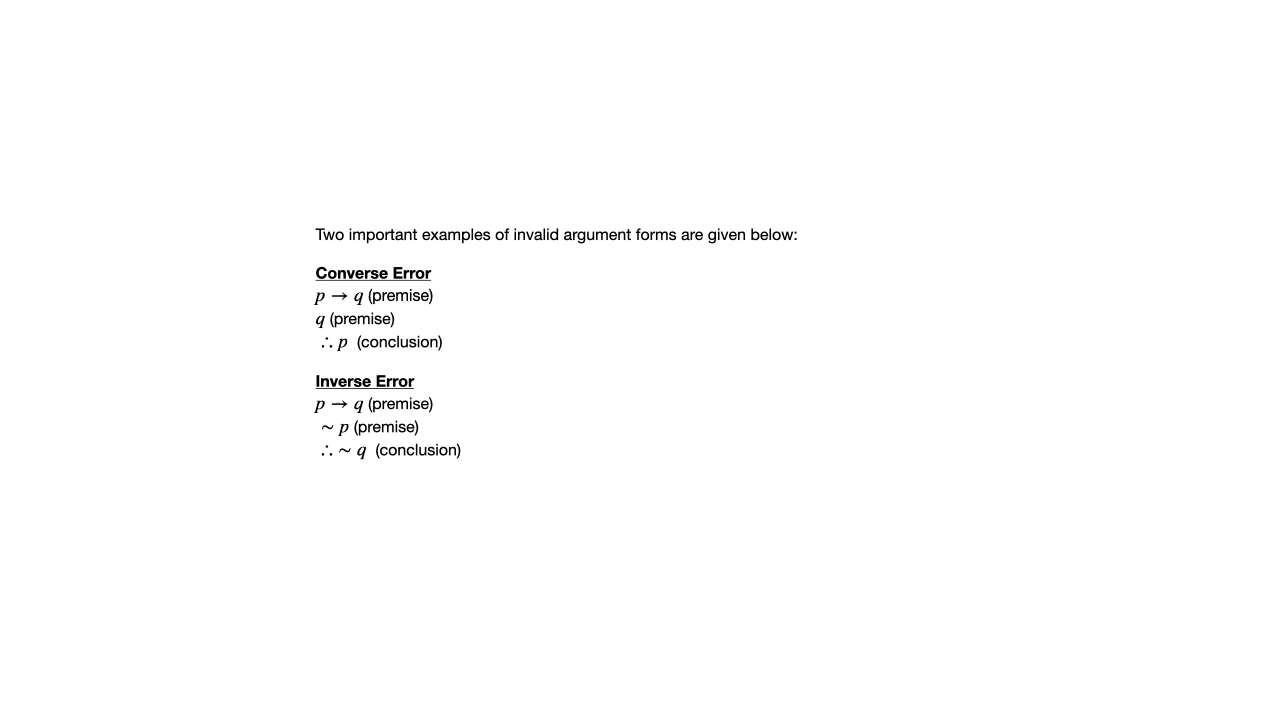 Two important examples of invalid argument forms are given below:
Converse Error
p → q (premise)
q (premise)
∴ p (conclusion)
Inverse Error
p → q (premise)
∼ p (premise)
∴ ∼ q (conclusion)